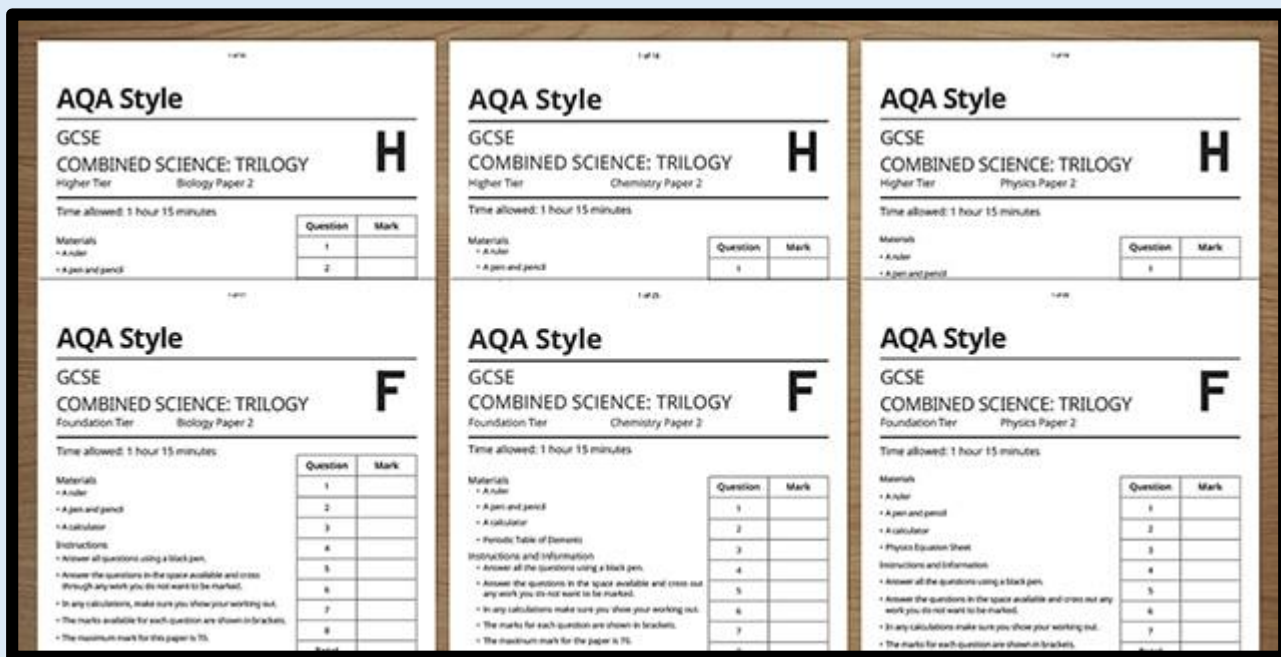 AQA Style
GCSE
COMBINED SCIENCE: TRILOGY
H
Higher Tier Biology Paper 2
Time allowed: 1 hour 15 minutes
Question Mark
1
2
Materials
• A ruler
• A pen and pencil
1 of 14
AQA Style
GCSE
COMBINED SCIENCE: TRILOGY
H
Higher Tier Chemistry Paper 2
Time allowed: 1 hour 15 minutes
Question Mark
1
Materials
• A ruler
• A pen and pencil
AQA Style
GCSE
COMBINED SCIENCE: TRILOGY
H
Higher Tier Physics Paper 2
Time allowed: 1 hour 15 minutes
Question Mark
1
Materials
• A ruler
• A pen and pencil
AQA Style
GCSE
COMBINED SCIENCE: TRILOGY
F
Foundation Tier Biology Paper 2
Time allowed: 1 hour 15 minutes
Question Mark
1
2
3
4
5
6
7
8
Materials
• A ruler
• A pen and pencil
• A calculator
Instructions
• Answer all questions using a black pen.
• Answer the questions in the space available and cross
through any work you do not want to be marked.
• In any calculations, make sure you show your working out.
• The marks available for each question are shown in brackets.
• The maximum mark for this paper is 70.
1 of 25
AQA Style
GCSE
COMBINED SCIENCE: TRILOGY
F
Foundation Tier Chemistry Paper 2
Time allowed: 1 hour 15 minutes
Question Mark
1
2
3
4
5
6
7
Materials
• A ruler
• A pen and pencil
• A calculator
• Periodic Table of Elements
Instructions and Information
• Answer all the questions using a black pen.
• Answer the questions in the space available and cross out
any work you do not want to be marked.
• In any calculations make sure you show your working out.
• The marks for each question are shown in brackets.
• The maximum mark for the paper is 70.
AQA Style
GCSE
COMBINED SCIENCE: TRILOGY
F
Foundation Tier Physics Paper 2
Time allowed: 1 hour 15 minutes
Question Mark
1
2
3
4
5
6
7
Materials
• A ruler
• A pen and pencil
• A calculator
• Physics Equation Sheet
Instructions and Information
• Answer all the questions using a black pen.
• Answer the questions in the space available and cross out any
work you do not want to be marked.
• In any calculations make sure you show your working out.
• The marks for each question are shown in brackets.